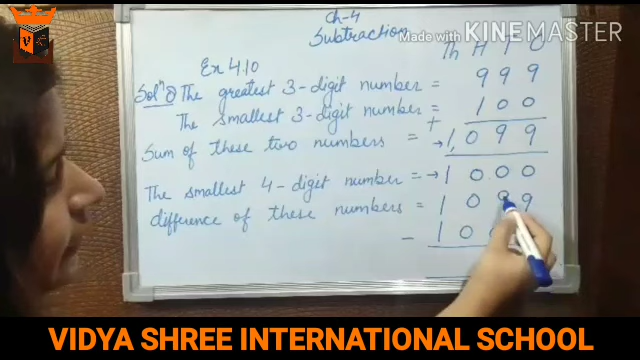 Ch-4
Subtraction
Made with KINEMASTER
Th H T O
Ex 4.10
Solⁿ 8) The greatest 3-digit number = 9 9 9
The smallest 3-digit number = 1 0 0
+
Sum of these two numbers = → 1, 0 9 9
The smallest 4-digit number = → 1 0 0 0
difference of these numbers = 1 0 9 9
- 1 0
VIDYA SHREE INTERNATIONAL SCHOOL